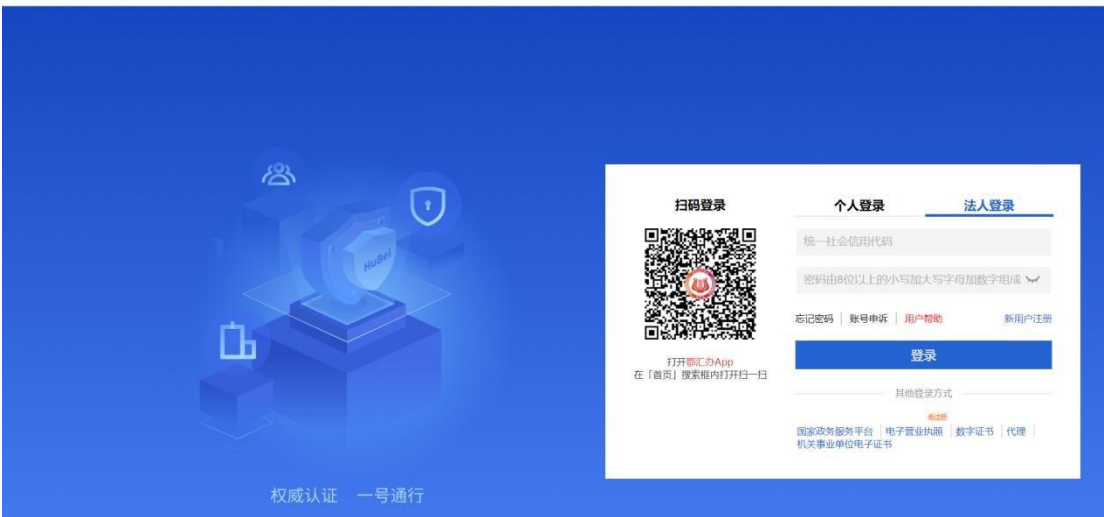 HuBei
权威认证 一号通行
扫码登录
打开鄂汇办App
在「首页」搜索框内打开扫一扫
个人登录 法人登录
统一社会信用代码
密码由8位以上的小写加大写字母加数字组成
忘记密码 账号申诉 用户帮助 新用户注册
登录
其他登录方式
免注册
国家政务服务平台 电子营业执照 数字证书 代理
机关事业单位电子证书